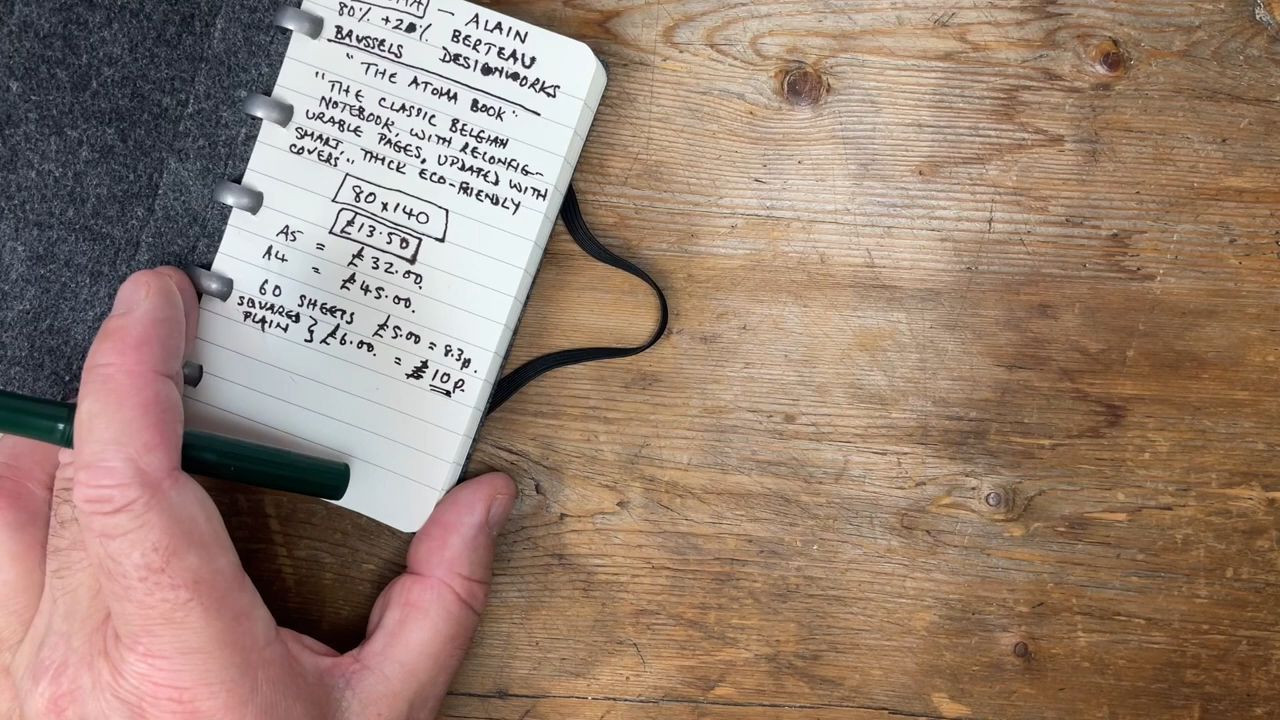 — ALAIN
80% +20% BERTEAU
BRUSSELS DESIGNWORKS
"THE ATOMA BOOK"
"THE CLASSIC BELGIAN
NOTEBOOK, WITH RECONFIG-
URABLE PAGES, UPDATED WITH
SMART, THICK ECO-FRIENDLY
COVERS"
80 x 140
£13.50
A5 = £32.00.
A4 = £45.00.
60 SHEETS £5.00 = 8.3p.
SQUARED
PLAIN } £6.00. = 10p.